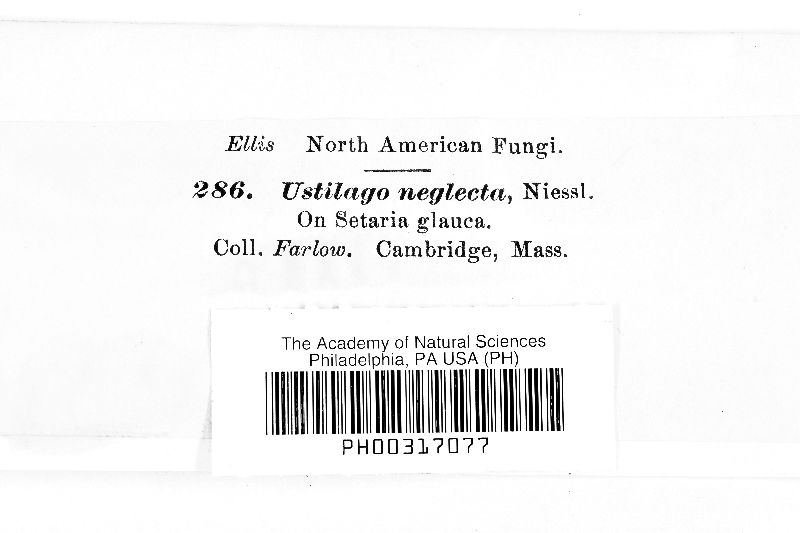 Ellis North American Fungi.
286. Ustilago neglecta, Niessl.
On Setaria glauca.
Coll. Farlow. Cambridge, Mass.
The Academy of Natural Sciences
Philadelphia, PA USA (PH)
PH00317077